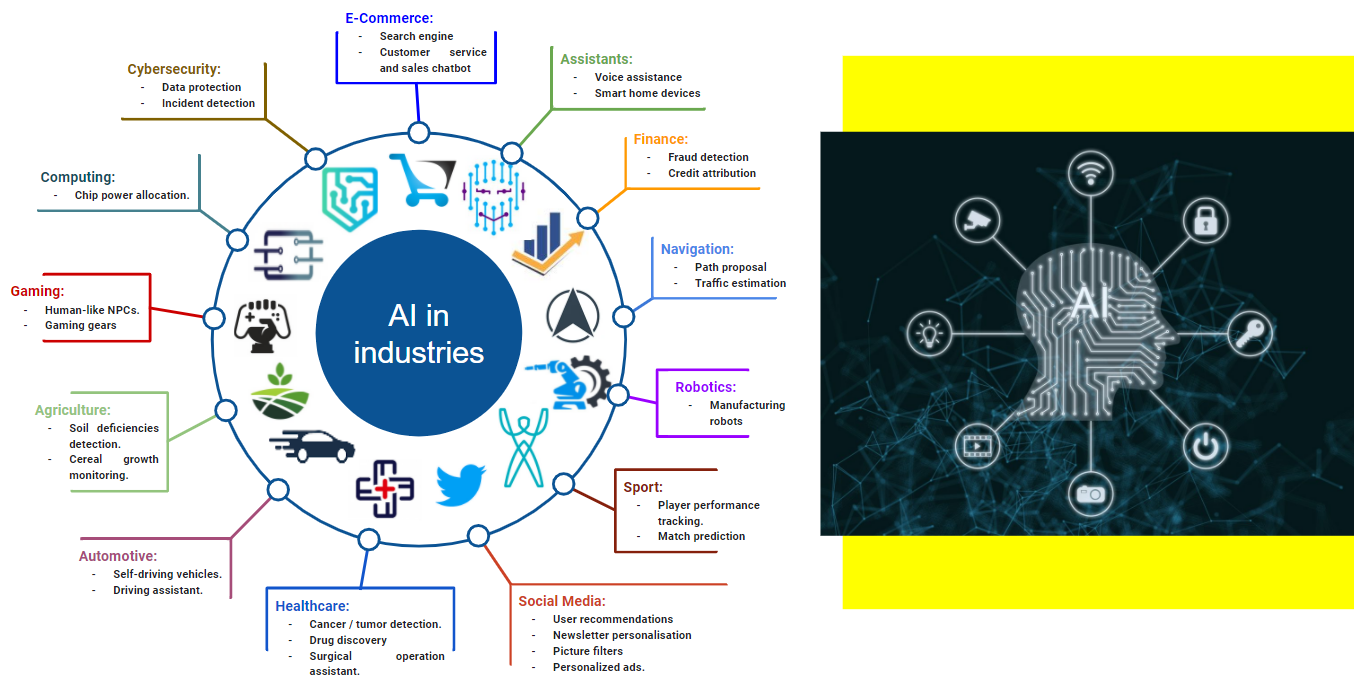 E-Commerce:
- Search engine
- Customer service
and sales chatbot
Assistants:
- Voice assistance
- Smart home devices
Finance:
- Fraud detection
- Credit attribution
Navigation:
- Path proposal
- Traffic estimation
Robotics:
- Manufacturing
robots
Sport:
- Player performance
tracking.
- Match prediction
Social Media:
- User recommendations
- Newsletter personalisation
- Picture filters
- Personalized ads.
Healthcare:
- Cancer / tumor detection.
- Drug discovery
- Surgical operation
assistant.
Automotive:
- Self-driving vehicles.
- Driving assistant.
Agriculture:
- Soil deficiencies
detection.
- Cereal growth
monitoring.
Gaming:
- Human-like NPCs.
- Gaming gears
Computing:
- Chip power allocation.
Cybersecurity:
- Data protection
- Incident detection
AI in
industries
AI